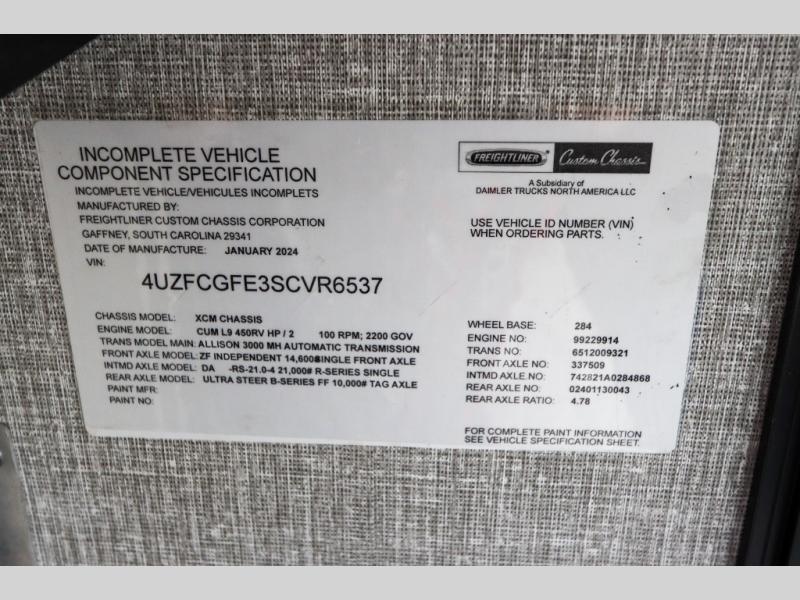 INCOMPLETE VEHICLE
COMPONENT SPECIFICATION
INCOMPLETE VEHICLE/VEHICULES INCOMPLETS
MANUFACTURED BY:
FREIGHTLINER CUSTOM CHASSIS CORPORATION
GAFFNEY, SOUTH CAROLINA 29341
DATE OF MANUFACTURE: JANUARY 2024
VIN:
4UZFCGFE3SCVR6537
FREIGHTLINER Custom Chassis
A Subsidiary of
DAIMLER TRUCKS NORTH AMERICA LLC
USE VEHICLE ID NUMBER (VIN)
WHEN ORDERING PARTS.
CHASSIS MODEL: XCM CHASSIS
ENGINE MODEL: CUM L9 450RV HP / 2 100 RPM; 2200 GOV
TRANS MODEL MAIN: ALLISON 3000 MH AUTOMATIC TRANSMISSION
FRONT AXLE MODEL: ZF INDEPENDENT 14,600# SINGLE FRONT AXLE
INTMD AXLE MODEL: DA -RS-21.0-4 21,000# R-SERIES SINGLE
REAR AXLE MODEL: ULTRA STEER B-SERIES FF 10,000# TAG AXLE
PAINT MFR:
PAINT NO:
WHEEL BASE: 284
ENGINE NO: 99229914
TRANS NO: 6512009321
FRONT AXLE NO: 337509
INTMD AXLE NO: 742821A0284868
REAR AXLE NO: 02401130043
REAR AXLE RATIO: 4.78
FOR COMPLETE PAINT INFORMATION
SEE VEHICLE SPECIFICATION SHEET.